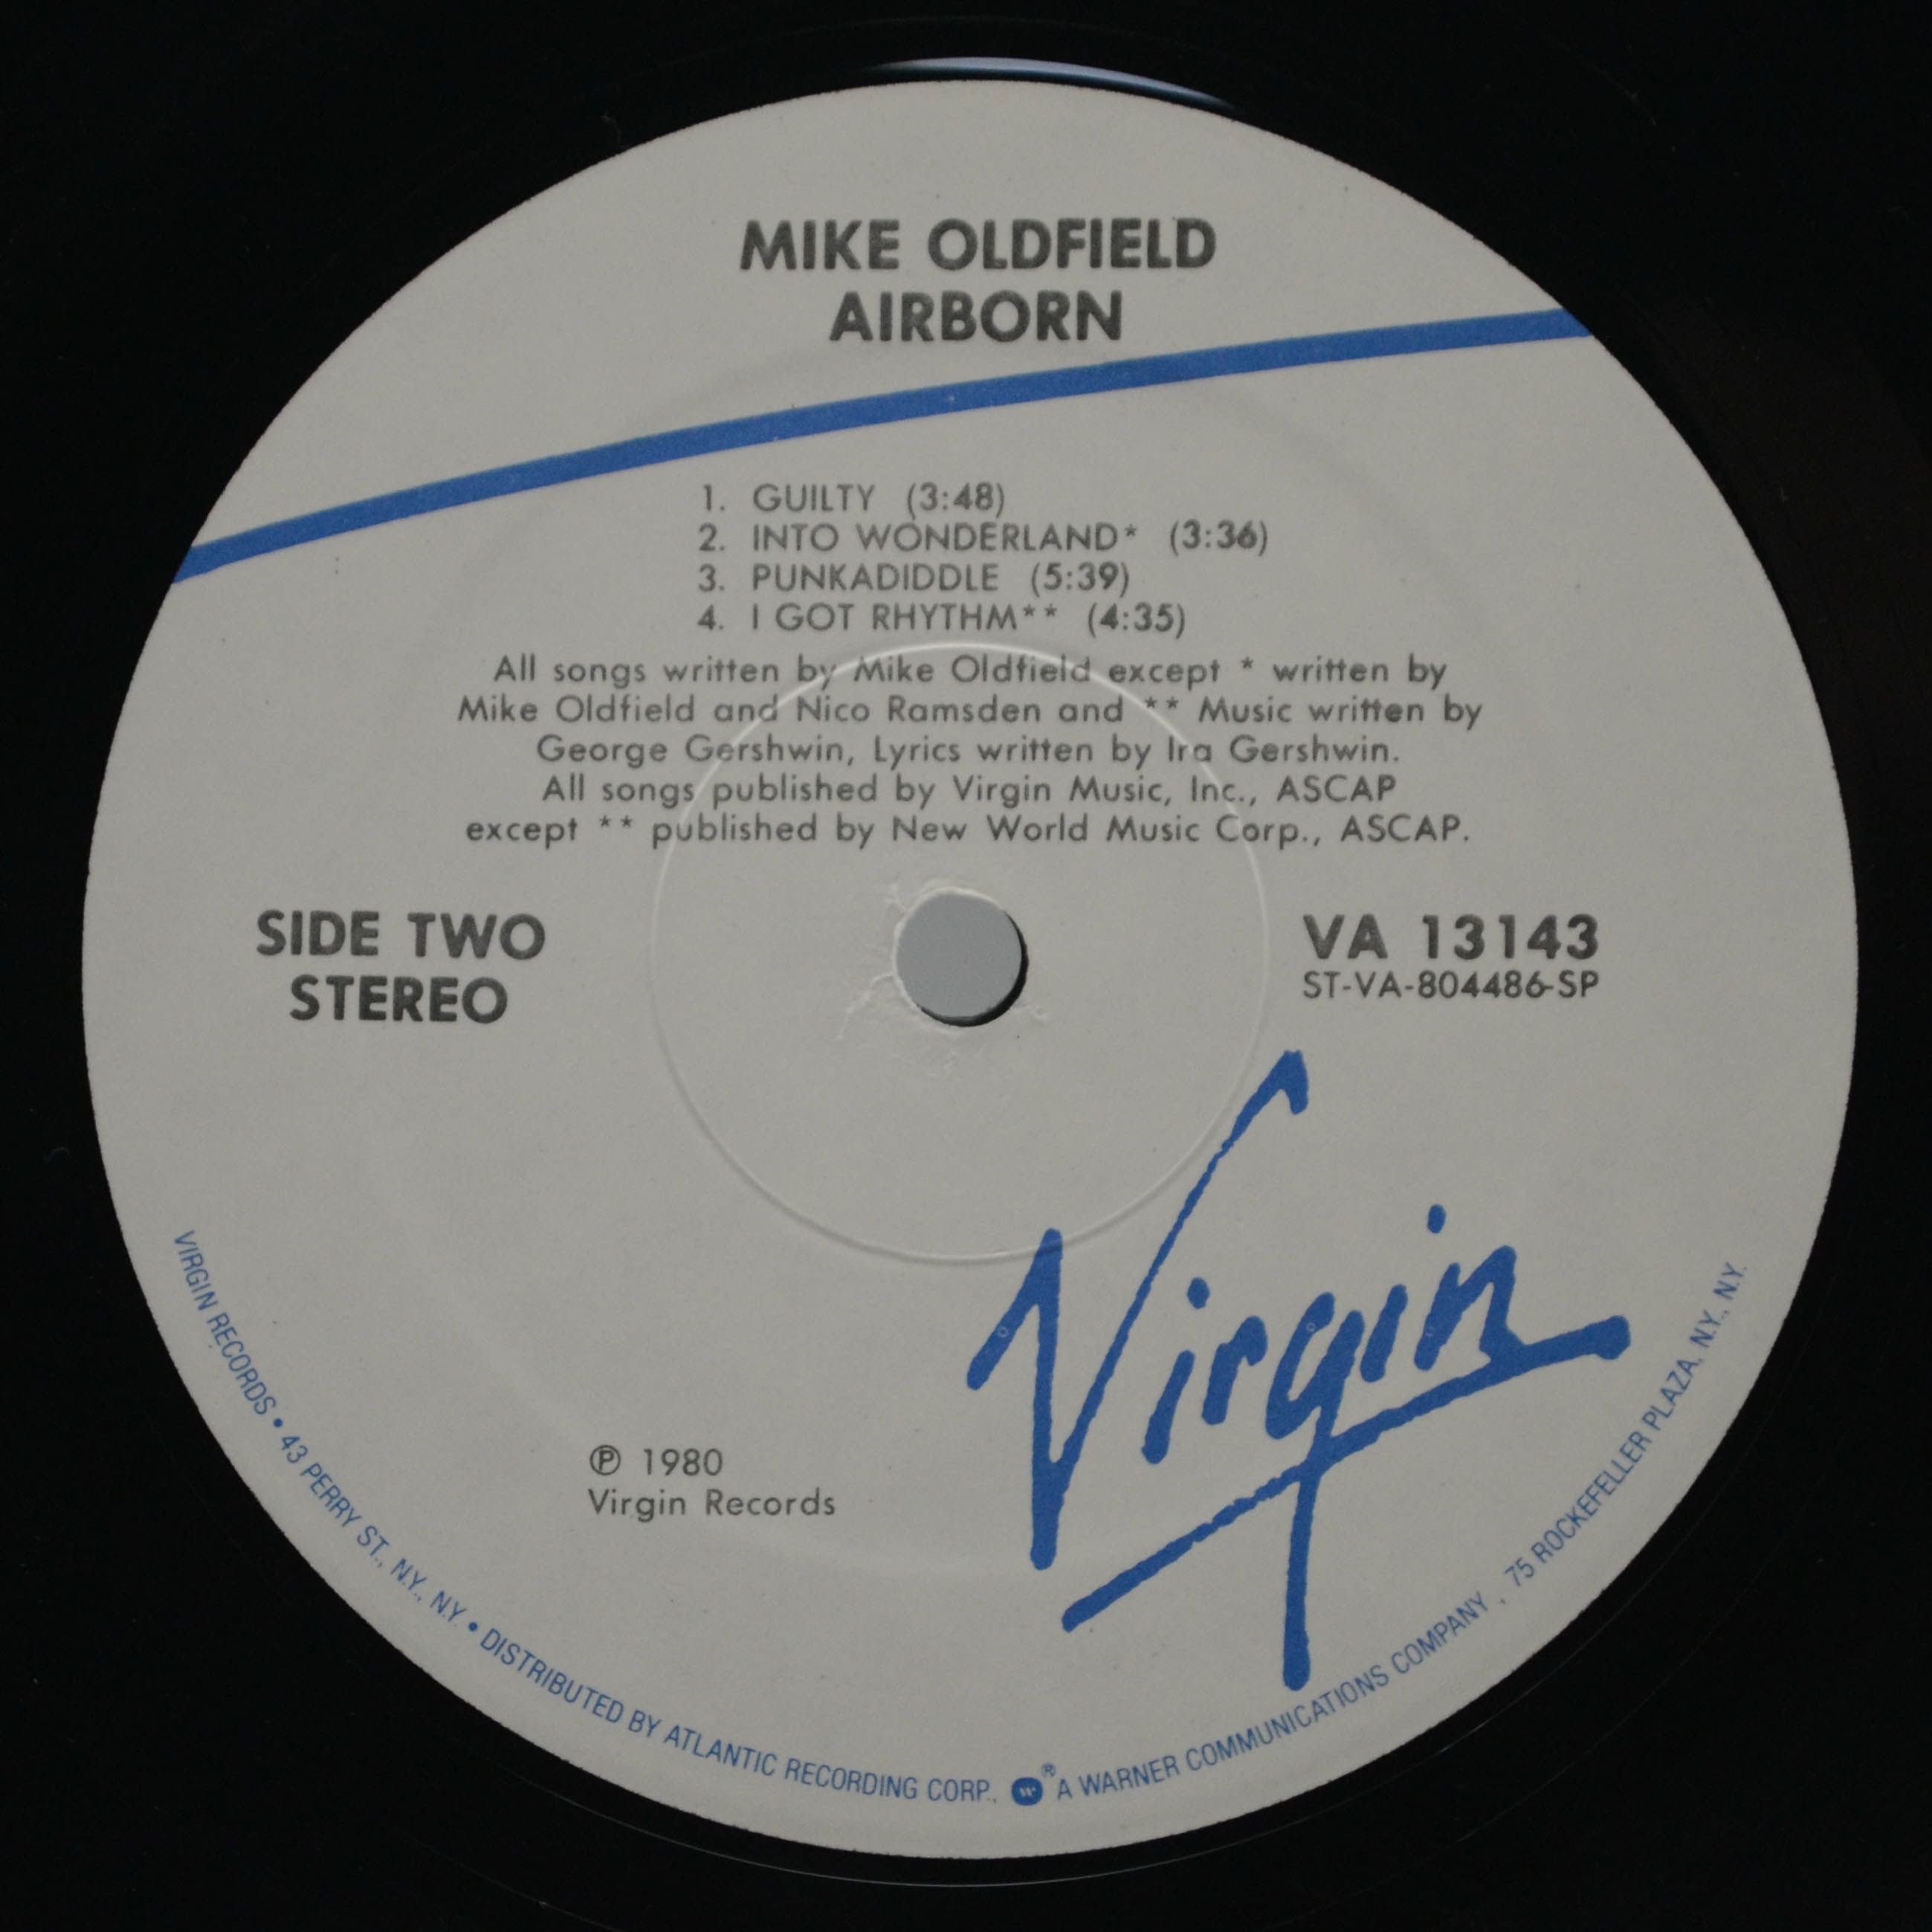 MIKE OLDFIELD
AIRBORN
1. GUILTY (3:48)
2. INTO WONDERLAND* (3:36)
3. PUNKADIDDLE (5:39)
4. I GOT RHYTHM** (4:35)
All songs written by Mike Oldfield except * written by
Mike Oldfield and Nico Ramsden and ** Music written by
George Gershwin, Lyrics written by Ira Gershwin.
All songs published by Virgin Music, Inc., ASCAP
except ** published by New World Music Corp., ASCAP.
SIDE TWO
STEREO
VA 13143
ST-VA-804486-SP
Virgin
℗ 1980
Virgin Records
VIRGIN RECORDS • 43 PERRY ST., N.Y., N.Y. • DISTRIBUTED BY ATLANTIC RECORDING CORP., W ® A WARNER COMMUNICATIONS COMPANY , 75 ROCKEFELLER PLAZA, N.Y., N.Y.